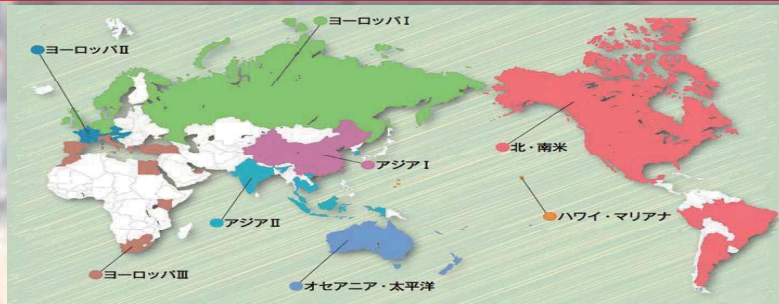 ヨーロッパⅠ
ヨーロッパⅡ
北・南米
アジアⅠ
ハワイ・マリアナ
アジアⅡ
ヨーロッパⅢ
オセアニア・太平洋